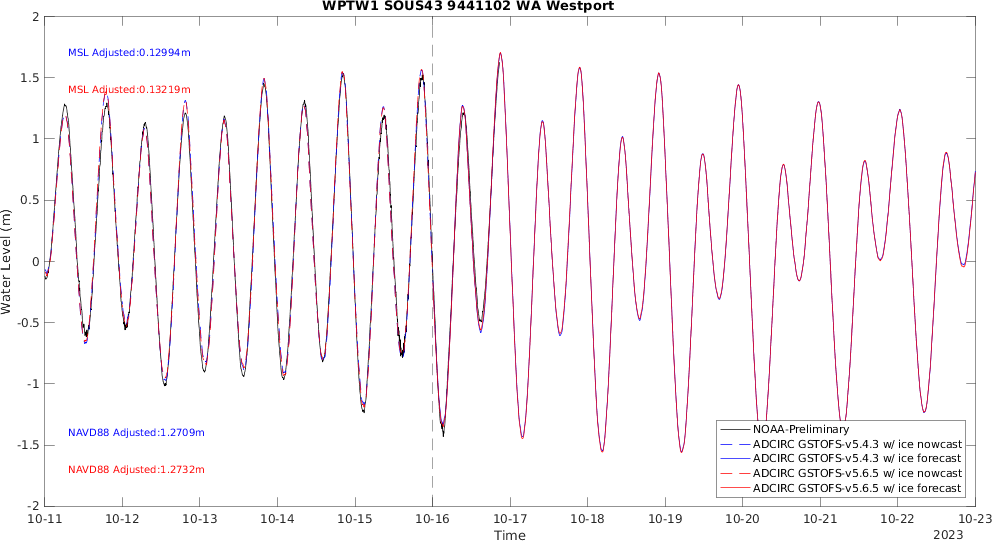 WPTW1 SOUS43 9441102 WA Westport
2
1.5
1
0.5
0
-0.5
-1
-1.5
-2
Water Level (m)
MSL Adjusted:0.12994m
MSL Adjusted:0.13219m
NAVD88 Adjusted:1.2709m
NAVD88 Adjusted:1.2732m
NOAA-Preliminary
ADCIRC GSTOFS-v5.4.3 w/ ice nowcast
ADCIRC GSTOFS-v5.4.3 w/ ice forecast
ADCIRC GSTOFS-v5.6.5 w/ ice nowcast
ADCIRC GSTOFS-v5.6.5 w/ ice forecast
10-11 10-12 10-13 10-14 10-15 10-16 10-17 10-18 10-19 10-20 10-21 10-22 10-23
Time
2023